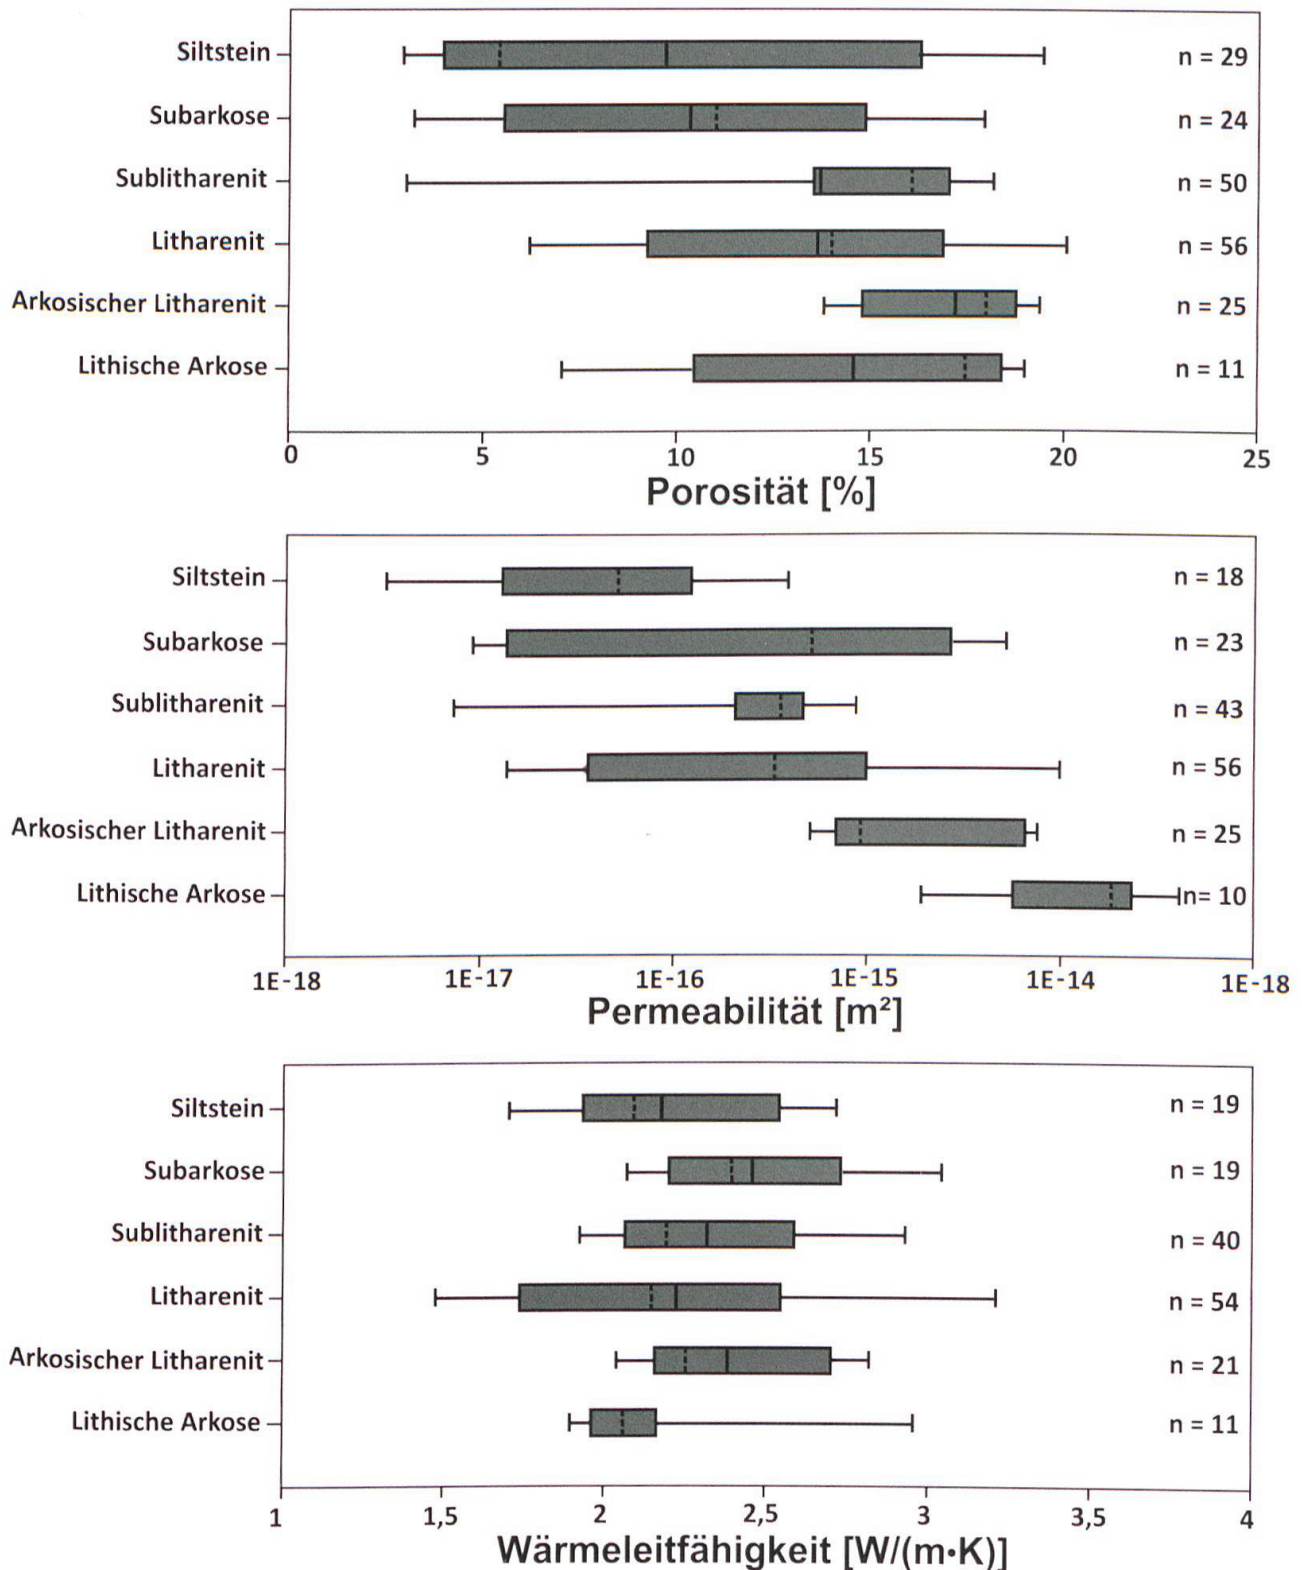 Siltstein n = 29
Subarkose n = 24
Sublitharenit n = 50
Litharenit n = 56
Arkosischer Litharenit n = 25
Lithische Arkose n = 11
0 5 10 15 20 25
Porosität [%]
Siltstein n = 18
Subarkose n = 23
Sublitharenit n = 43
Litharenit n = 56
Arkosischer Litharenit n = 25
Lithische Arkose n= 10
1E-18 1E-17 1E-16 1E-15 1E-14 1E-18
Permeabilität [m²]
Siltstein n = 19
Subarkose n = 19
Sublitharenit n = 40
Litharenit n = 54
Arkosischer Litharenit n = 21
Lithische Arkose n = 11
1 1,5 2 2,5 3 3,5 4
Wärmeleitfähigkeit [W/(m•K)]